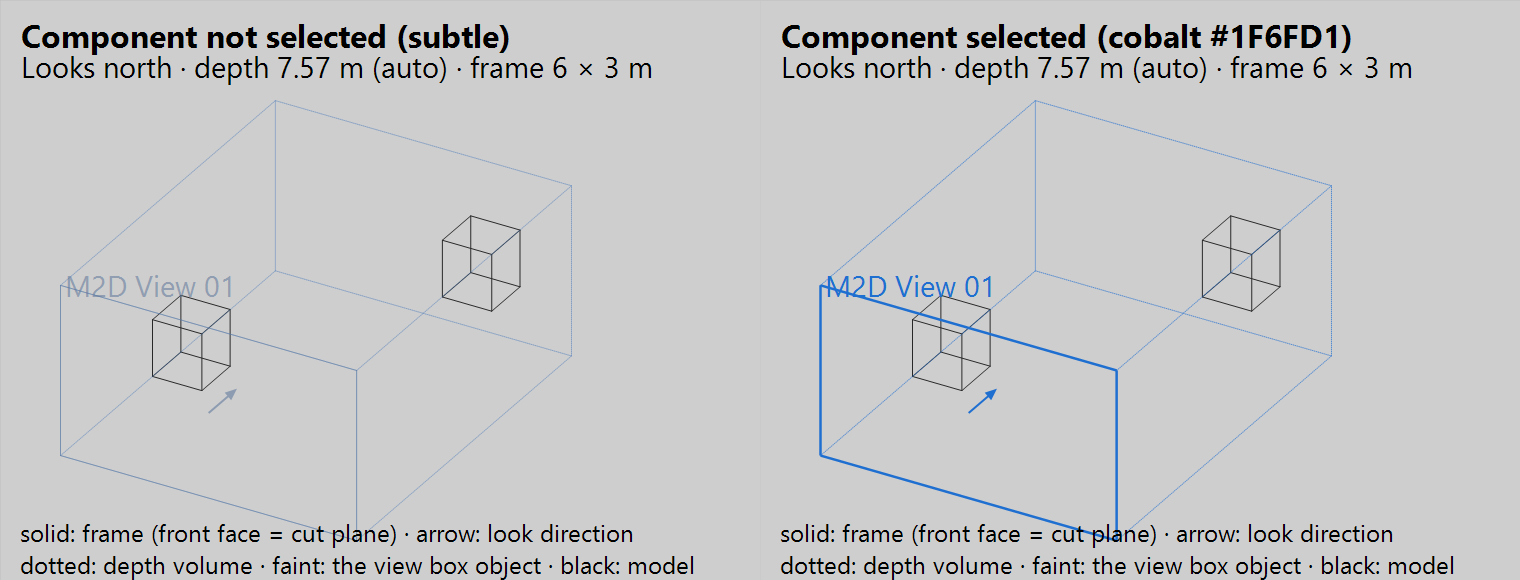 Component not selected (subtle)
Looks north · depth 7.57 m (auto) · frame 6 × 3 m
M2D View 01
solid: frame (front face = cut plane) · arrow: look direction
dotted: depth volume · faint: the view box object · black: model
Component selected (cobalt #1F6FD1)
Looks north · depth 7.57 m (auto) · frame 6 × 3 m
M2D View 01
solid: frame (front face = cut plane) · arrow: look direction
dotted: depth volume · faint: the view box object · black: model